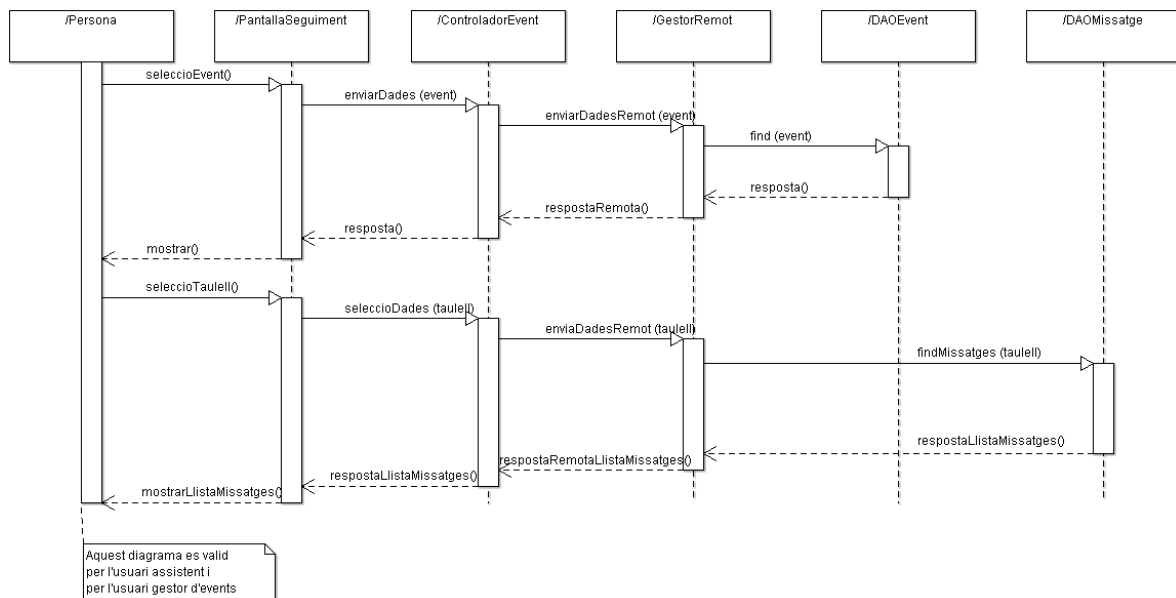 /Persona
/PantallaSeguiment
/ControladorEvent
/GestorRemot
/DAOEvent
/DAOMissatge
seleccioEvent()
enviarDades (event)
enviarDadesRemot (event)
find (event)
resposta()
respostaRemota()
resposta()
mostrar()
seleccioTaulell()
seleccioDades (taulell)
enviaDadesRemot (taulell)
findMissatges (taulell)
respostaLlistaMissatges()
respostaRemotaLlistaMissatges()
respostaLlistaMissatges()
mostrarLlistaMissatges()
Aquest diagrama es valid
per l'usuari assistent i
per l'usuari gestor d'events